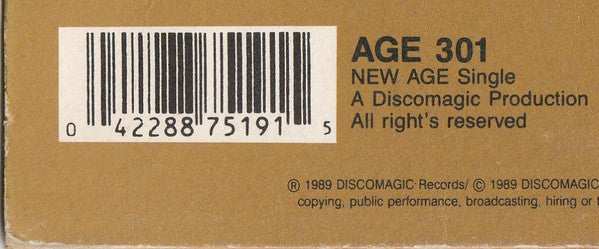 AGE 301
NEW AGE Single
A Discomagic Production
All right's reserved
0 42288 75191 5
℗ 1989 DISCOMAGIC Records/ © 1989 DISCOMAGIC
copying, public performance, broadcasting, hiring or